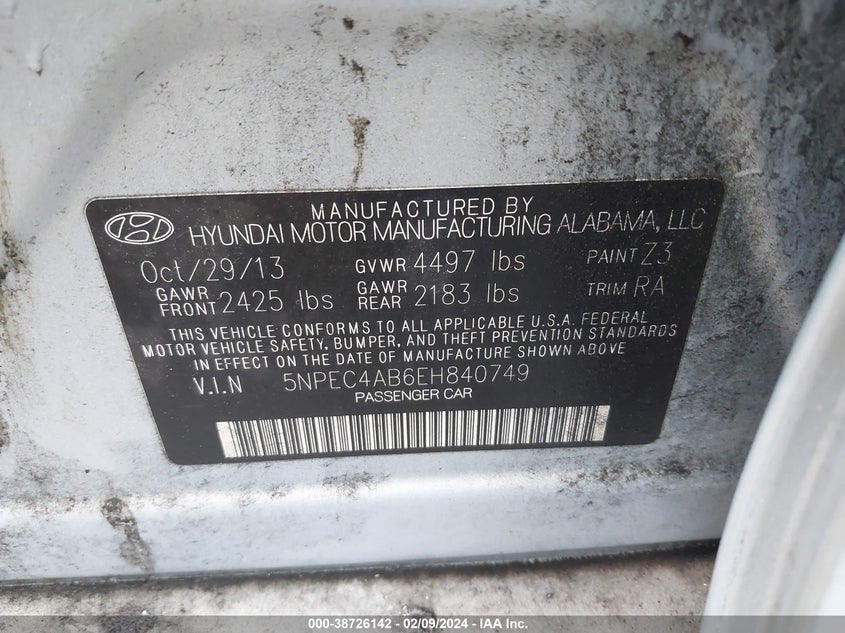 MANUFACTURED BY
HYUNDAI MOTOR MANUFACTURING ALABAMA, LLC
Oct/29/13 GVWR 4497 lbs PAINT Z3
GAWR FRONT 2425 lbs GAWR REAR 2183 lbs TRIM RA
THIS VEHICLE CONFORMS TO ALL APPLICABLE U.S.A. FEDERAL
MOTOR VEHICLE SAFETY, BUMPER, AND THEFT PREVENTION STANDARDS
IN EFFECT ON THE DATE OF MANUFACTURE SHOWN ABOVE.
V.I.N 5NPEC4AB6EH840749
PASSENGER CAR
000-38726142 - 02/09/2024 - IAA Inc.